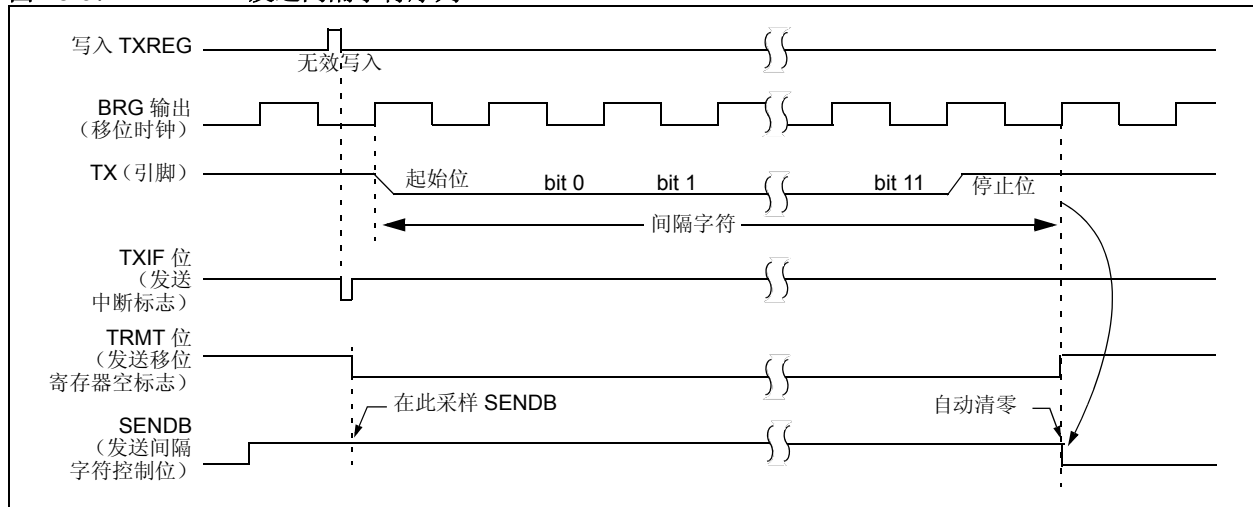 写入 TXREG
无效写入
BRG 输出
（移位时钟）
TX（引脚）
起始位
bit 0
bit 1
bit 11
停止位
间隔字符
TXIF 位
（发送
中断标志）
TRMT 位
（发送移位
寄存器空标志）
在此采样 SENDB
自动清零
SENDB
（发送间隔
字符控制位）